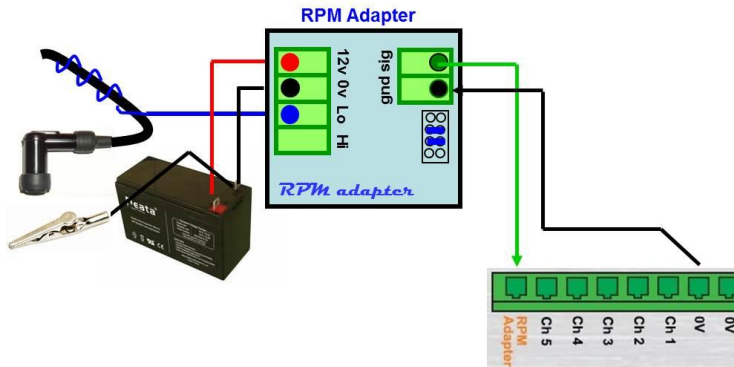 RPM Adapter
12v
0v
Lo
Hi
sig
gnd
RPM adapter
RPM
Adapter
Ch 5
Ch 4
Ch 3
Ch 2
Ch 1
0V
0V